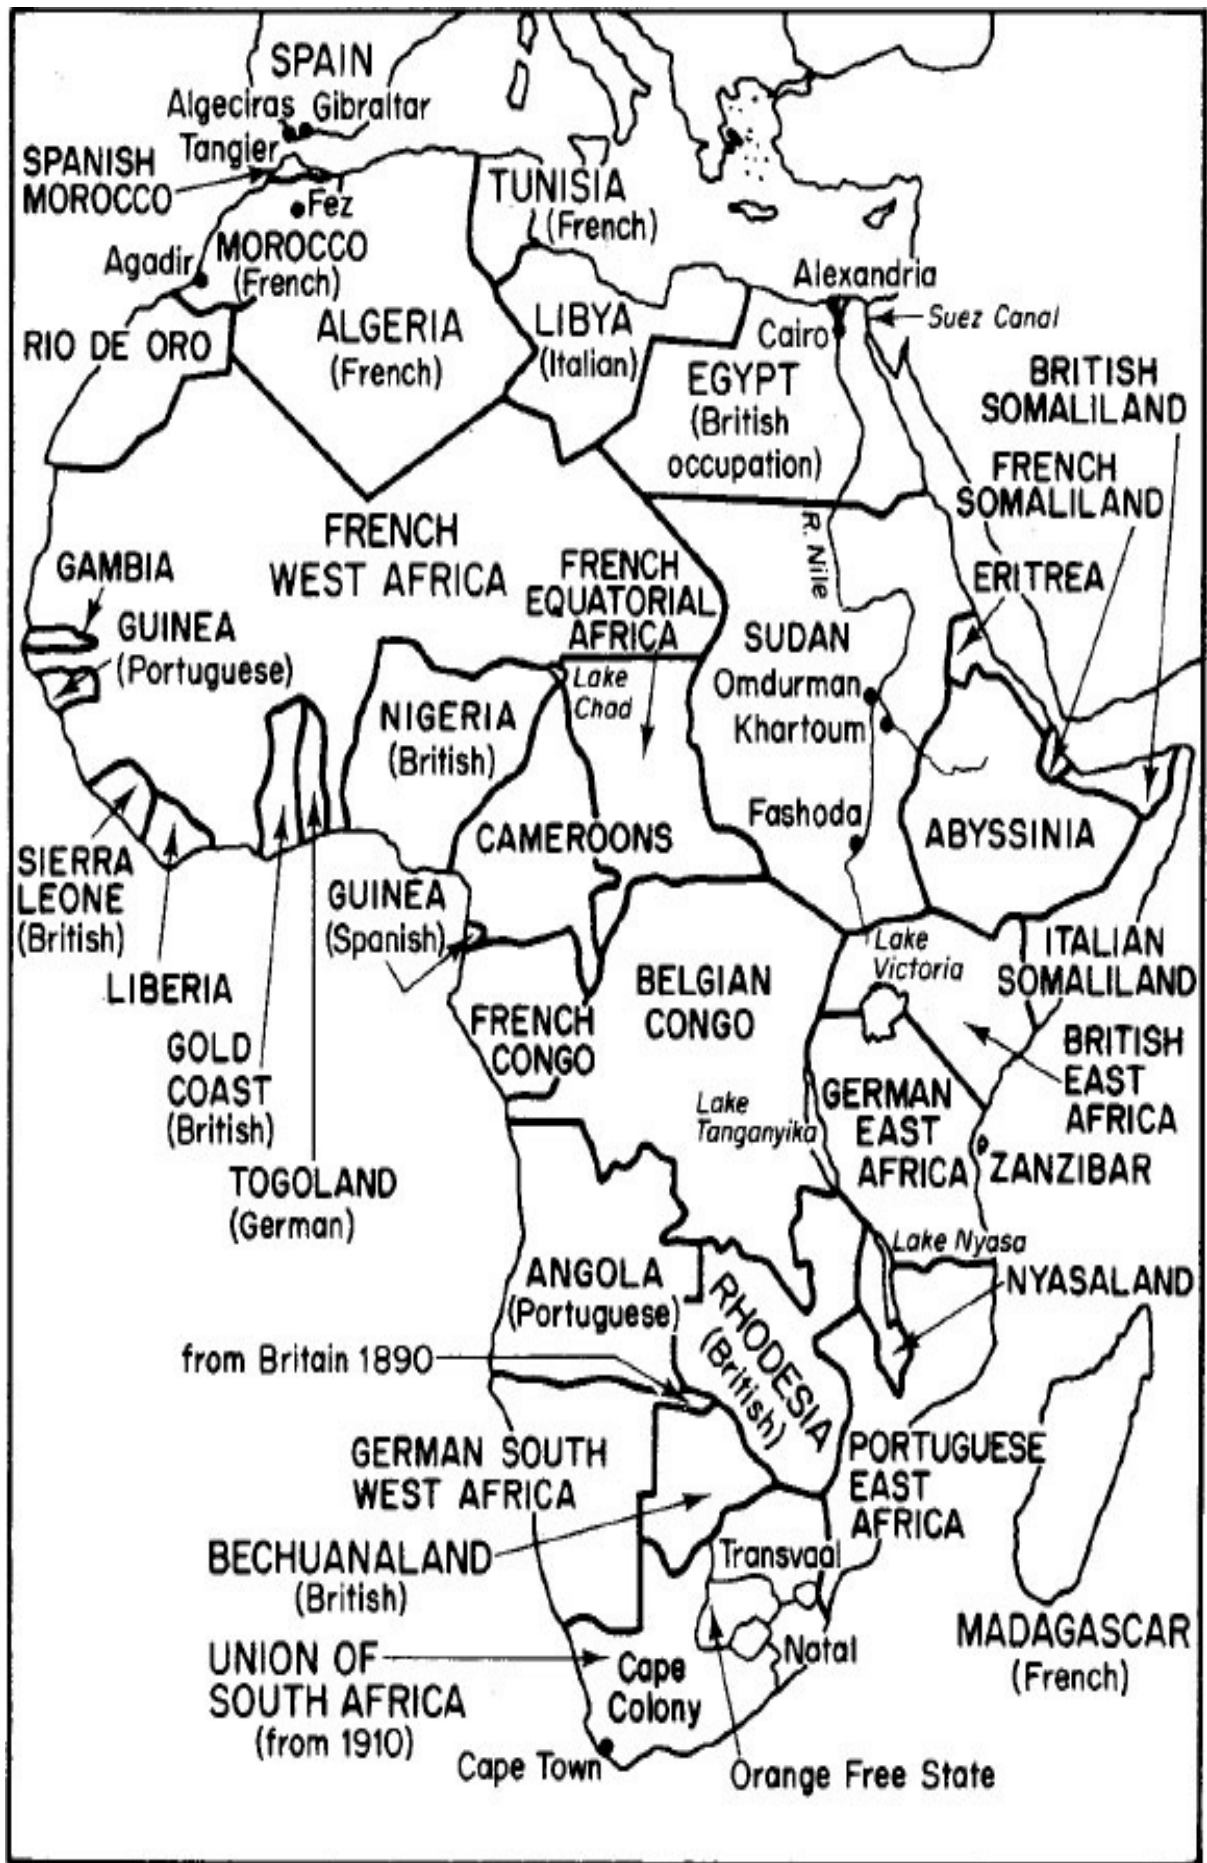 SPAIN
Algeciras Gibraltar
Tangier
SPANISH
MOROCCO
Fez
Agadir
MOROCCO
(French)
TUNISIA
(French)
RIO DE ORO
ALGERIA
(French)
LIBYA
(Italian)
Alexandria
Cairo
Suez Canal
EGYPT
(British
occupation)
BRITISH
SOMALILAND
FRENCH
SOMALILAND
ERITREA
R. Nile
FRENCH
WEST AFRICA
GAMBIA
GUINEA
(Portuguese)
FRENCH
EQUATORIAL
AFRICA
Lake
Chad
SUDAN
Omdurman
Khartoum
Fashoda
NIGERIA
(British)
CAMEROONS
ABYSSINIA
SIERRA
LEONE
(British)
LIBERIA
GOLD
COAST
(British)
TOGOLAND
(German)
GUINEA
(Spanish)
FRENCH
CONGO
BELGIAN
CONGO
Lake
Victoria
ITALIAN
SOMALILAND
BRITISH
EAST
AFRICA
GERMAN
EAST
AFRICA
Lake
Tanganyika
ZANZIBAR
Lake Nyasa
NYASALAND
ANGOLA
(Portuguese)
RHODESIA
(British)
from Britain 1890
GERMAN SOUTH
WEST AFRICA
PORTUGUESE
EAST
AFRICA
BECHUANALAND
(British)
Transvaal
UNION OF
SOUTH AFRICA
(from 1910)
Cape
Colony
Natal
MADAGASCAR
(French)
Cape Town
Orange Free State